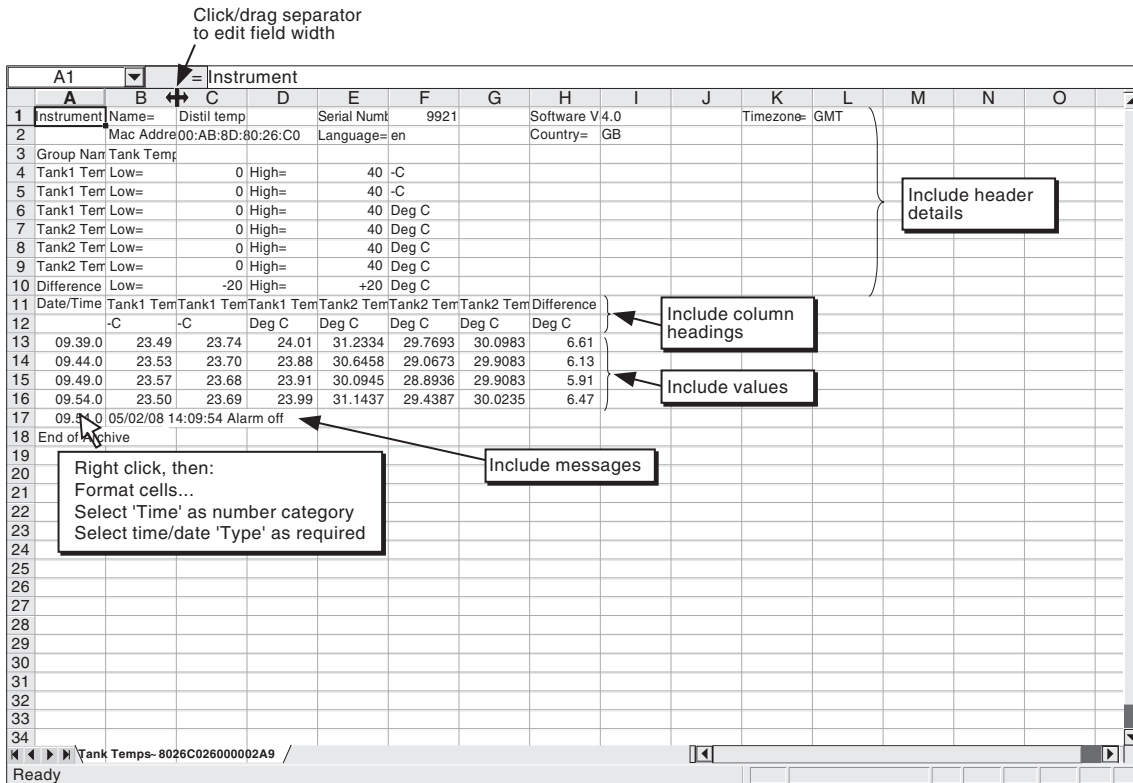 Click/drag separator
to edit field width
A1 = Instrument
A B C D E F G H I J K L M N O
1 Instrument Name= Distil temp Serial Numb 9921 Software V 4.0 Timezone= GMT
2 Mac Addre 00:AB:8D:80:26:C0 Language= en Country= GB
3 Group Nam Tank Temp
4 Tank1 Tem Low= 0 High= 40 -C
5 Tank1 Tem Low= 0 High= 40 -C
6 Tank1 Tem Low= 0 High= 40 Deg C
7 Tank2 Tem Low= 0 High= 40 Deg C
8 Tank2 Tem Low= 0 High= 40 Deg C
9 Tank2 Tem Low= 0 High= 40 Deg C
10 Difference Low= -20 High= +20 Deg C
Include header
details
11 Date/Time Tank1 Tem Tank1 Tem Tank1 Tem Tank2 Tem Tank2 Tem Tank2 Tem Difference
12 -C -C Deg C Deg C Deg C Deg C Deg C
Include column
headings
13 09.39.0 23.49 23.74 24.01 31.2334 29.7693 30.0983 6.61
14 09.44.0 23.53 23.70 23.88 30.6458 29.0673 29.9083 6.13
15 09.49.0 23.57 23.68 23.91 30.0945 28.8936 29.9083 5.91
16 09.54.0 23.50 23.69 23.99 31.1437 29.4387 30.0235 6.47
Include values
17 09.54.0 05/02/08 14:09:54 Alarm off
18 End of Archive
Include messages
Right click, then:
Format cells...
Select 'Time' as number category
Select time/date 'Type' as required
19
20
21
22
23
24
25
26
27
28
29
30
31
32
33
34
Tank Temps~8026C026000002A9
Ready